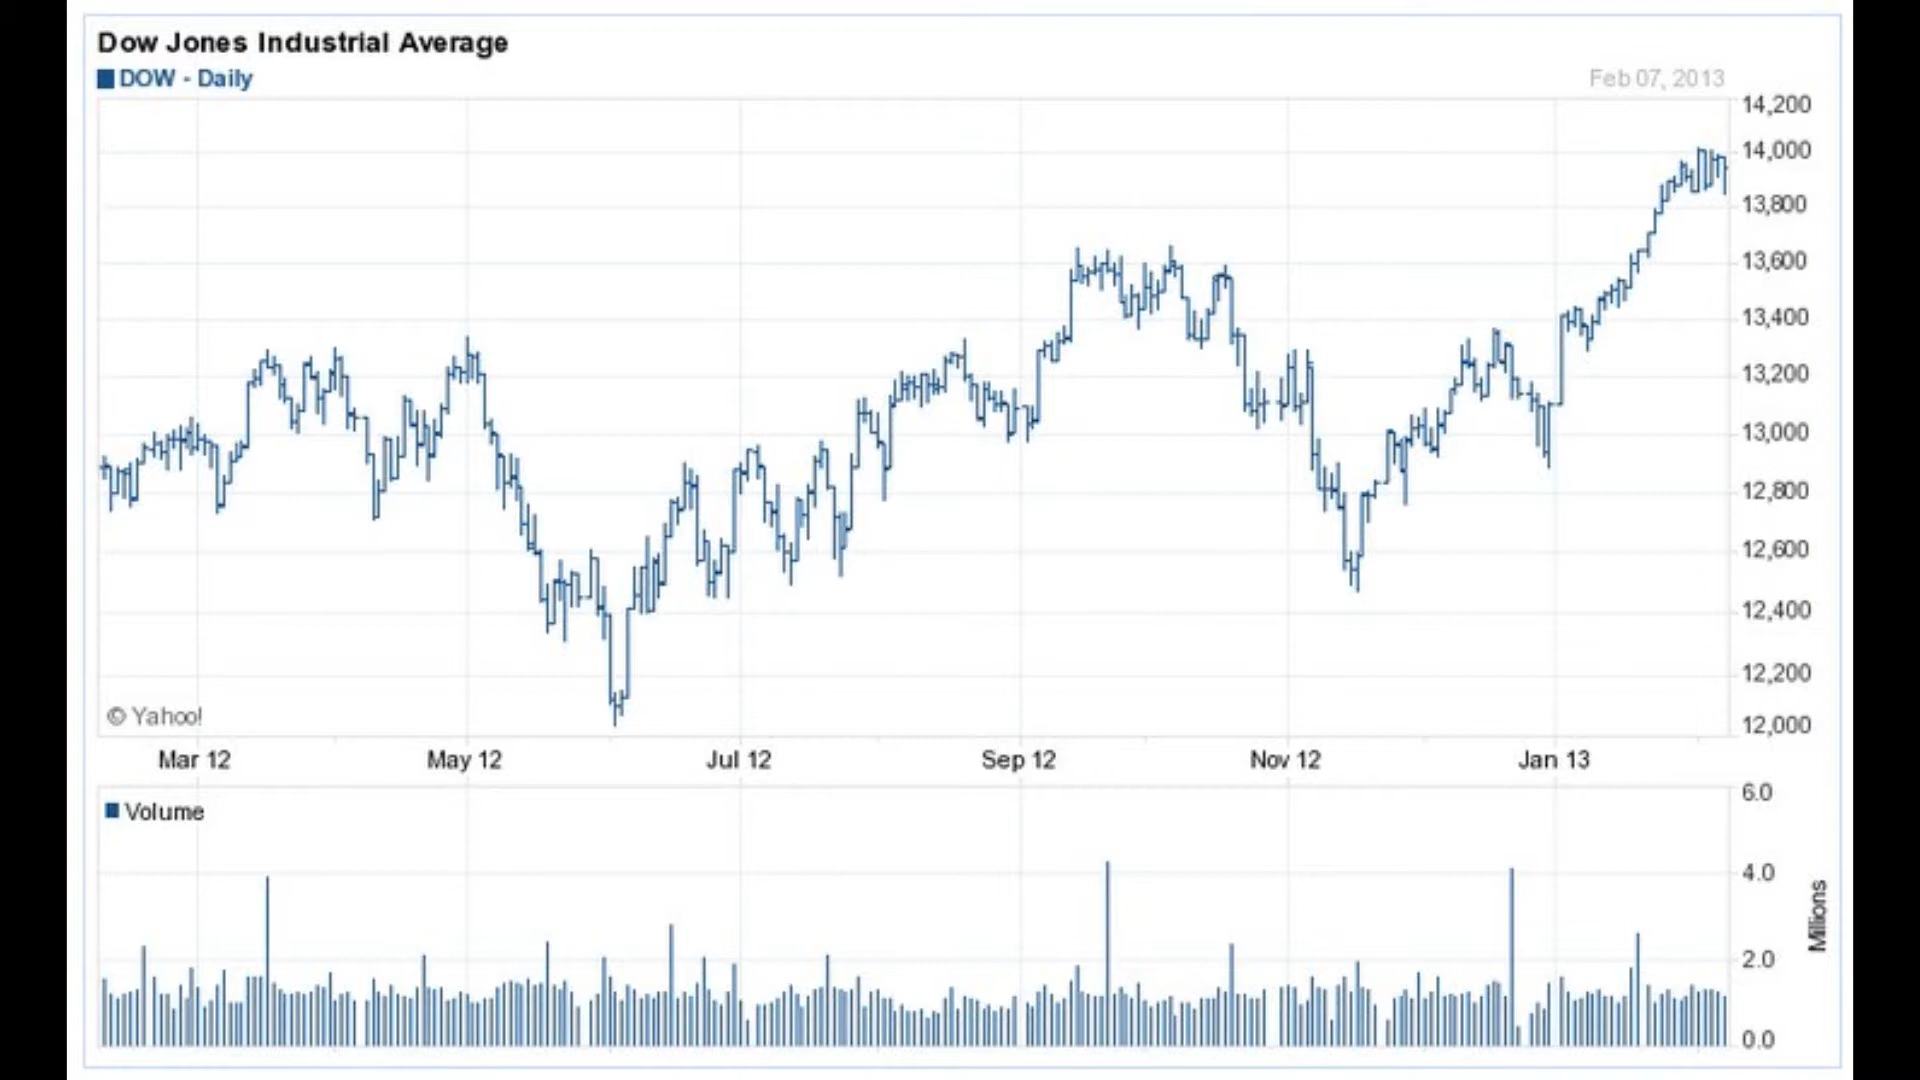 Dow Jones Industrial Average
DOW - Daily
Feb 07, 2013
14,200
14,000
13,800
13,600
13,400
13,200
13,000
12,800
12,600
12,400
12,200
12,000
© Yahoo!
Mar 12 May 12 Jul 12 Sep 12 Nov 12 Jan 13
Volume
6.0
4.0
2.0
0.0
Millions